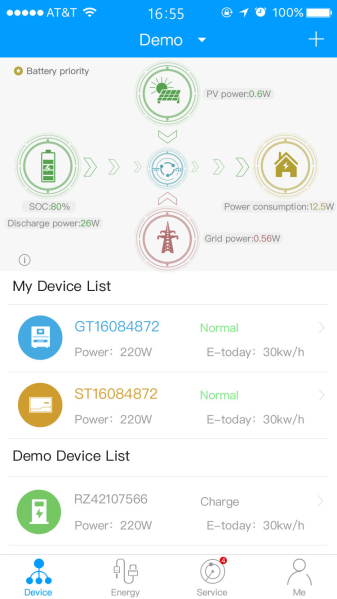 AT&T 16:55 100%
Demo
Battery priority
PV power:0.6W
SOC:80%
Discharge power:26W
Power consumption:12.5W
Grid power:0.56W
My Device List
GT16084872 Normal
Power：220W E-today：30kw/h
ST16084872 Normal
Power：220W E-today：30kw/h
Demo Device List
RZ42107566 Charge
Power：220W E-today：30kw/h
4
Device Energy Service Me